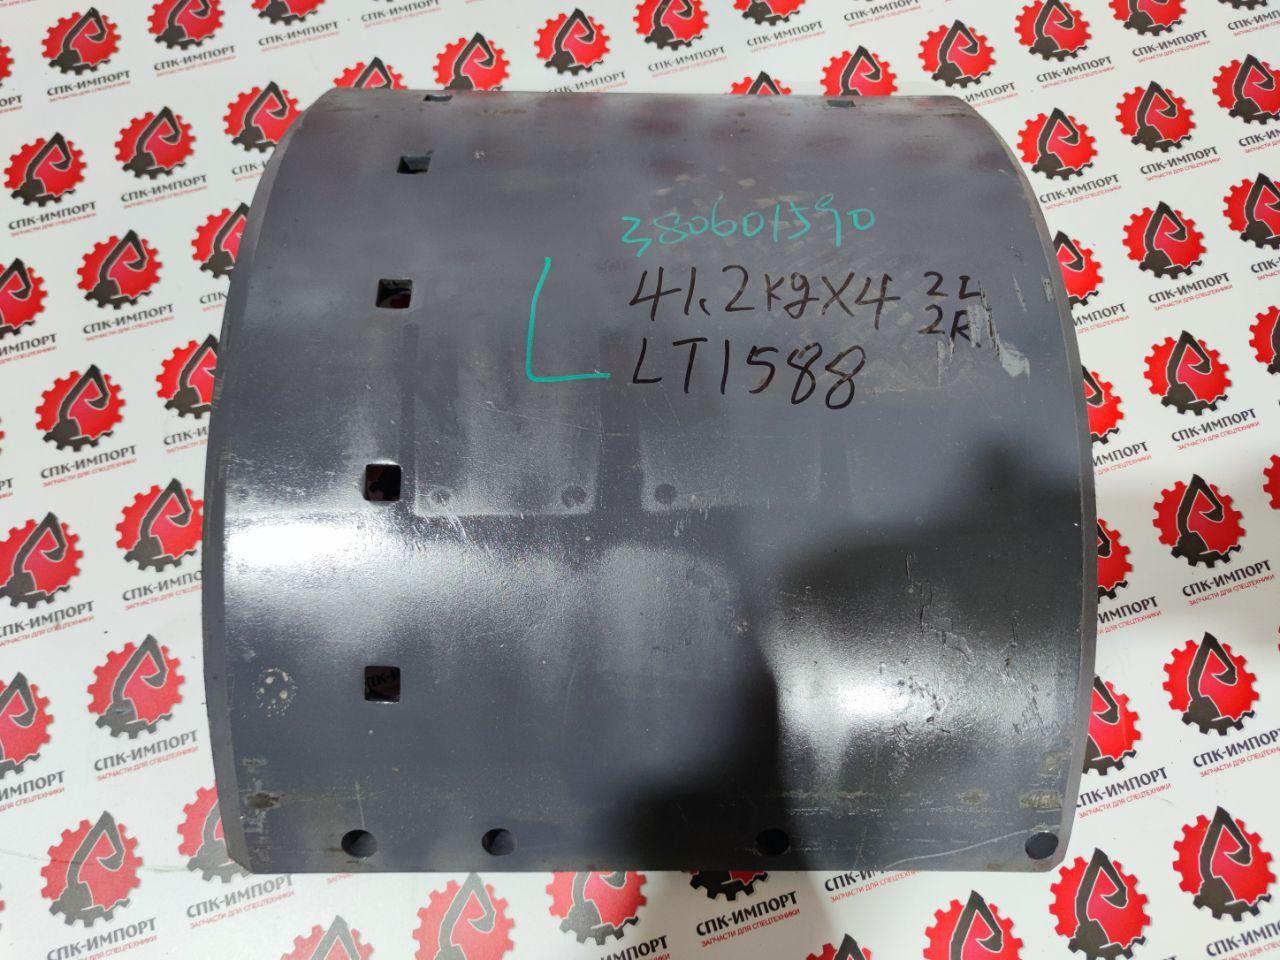 380601590
L
41.2kgX4 2L
2R
LT1588
СПК-ИМПОРТ
ЗАПЧАСТИ ДЛЯ СПЕЦТЕХНИКИ